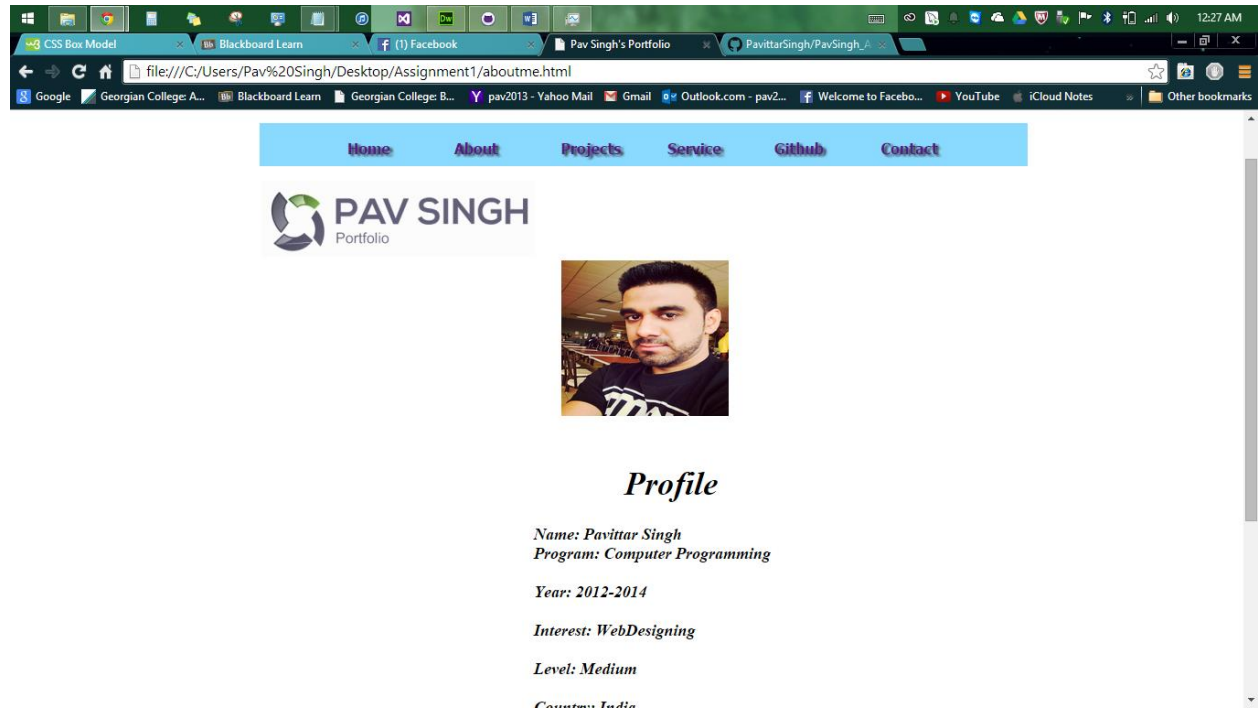 12:27 AM
CSS Box Model
Blackboard Learn
(1) Facebook
Pav Singh's Portfolio
PavittarSingh/PavSingh_A
file:///C:/Users/Pav%20Singh/Desktop/Assignment1/aboutme.html
Google Georgian College: A... Blackboard Learn Georgian College: B... pav2013 - Yahoo Mail Gmail Outlook.com - pav2... Welcome to Facebo... YouTube iCloud Notes » Other bookmarks
Home About Projects Service Github Contact
PAV SINGH
Portfolio
Profile
Name: Pavittar Singh
Program: Computer Programming
Year: 2012-2014
Interest: WebDesigning
Level: Medium
Country: India